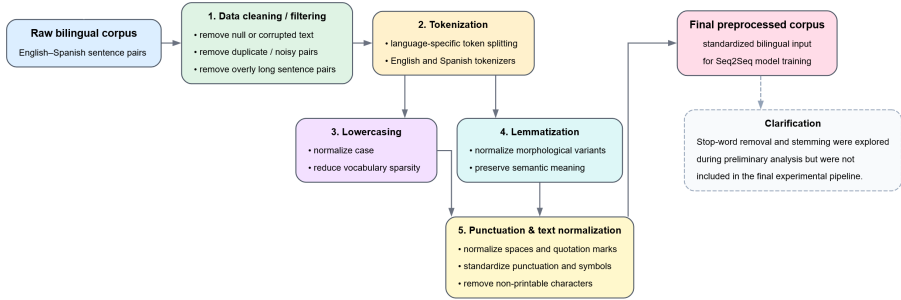 Raw bilingual corpus
English–Spanish sentence pairs
1. Data cleaning / filtering
• remove null or corrupted text
• remove duplicate / noisy pairs
• remove overly long sentence pairs
2. Tokenization
• language-specific token splitting
• English and Spanish tokenizers
3. Lowercasing
• normalize case
• reduce vocabulary sparsity
4. Lemmatization
• normalize morphological variants
• preserve semantic meaning
5. Punctuation & text normalization
• normalize spaces and quotation marks
• standardize punctuation and symbols
• remove non-printable characters
Final preprocessed corpus
standardized bilingual input
for Seq2Seq model training
Clarification
Stop-word removal and stemming were explored
during preliminary analysis but were not
included in the final experimental pipeline.